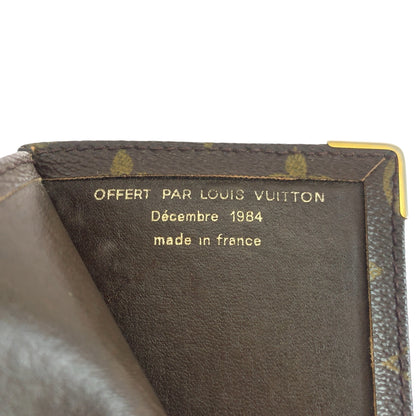 OFFERT PAR LOUIS VUITTON
Décembre 1984
made in france